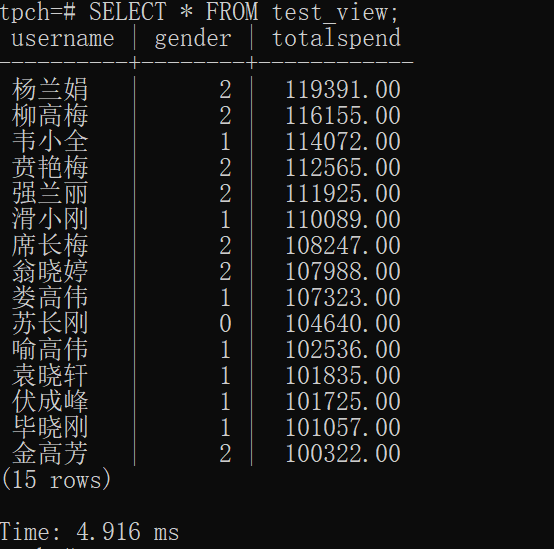 tpch=# SELECT * FROM test_view;
 username | gender | totalspend
----------+--------+------------
 杨兰娟   |      2 |  119391.00
 柳高梅   |      2 |  116155.00
 韦小全   |      1 |  114072.00
 贲艳梅   |      2 |  112565.00
 强兰丽   |      2 |  111925.00
 滑小刚   |      1 |  110089.00
 席长梅   |      2 |  108247.00
 翁晓婷   |      2 |  107988.00
 娄高伟   |      1 |  107323.00
 苏长刚   |      0 |  104640.00
 喻高伟   |      1 |  102536.00
 袁晓轩   |      1 |  101835.00
 伏成峰   |      1 |  101725.00
 毕晓刚   |      1 |  101057.00
 金高芳   |      2 |  100322.00
(15 rows)
Time: 4.916 ms